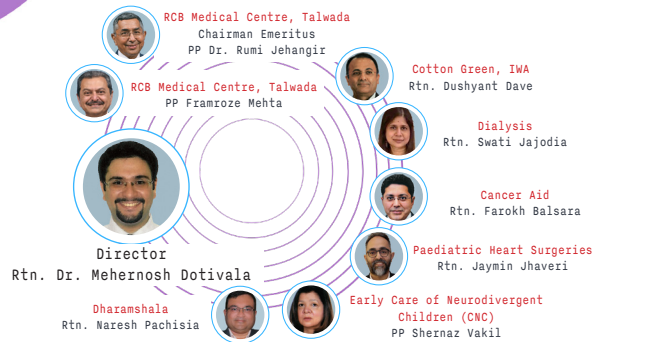 RCB Medical Centre, Talwada
Chairman Emeritus
PP Dr. Rumi Jehangir
RCB Medical Centre, Talwada
PP Framroze Mehta
Cotton Green, IWA
Rtn. Dushyant Dave
Dialysis
Rtn. Swati Jajodia
Cancer Aid
Rtn. Farokh Balsara
Director
Rtn. Dr. Mehernosh Dotivala
Paediatric Heart Surgeries
Rtn. Jaymin Jhaveri
Dharamshala
Rtn. Naresh Pachisia
Early Care of Neurodivergent
Children (CNC)
PP Shernaz Vakil